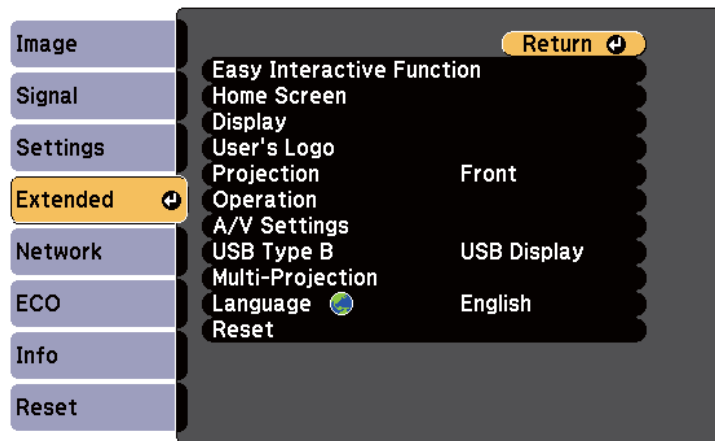 Image
Signal
Settings
Extended
Network
ECO
Info
Reset
Return
Easy Interactive Function
Home Screen
Display
User's Logo
Projection Front
Operation
A/V Settings
USB Type B USB Display
Multi-Projection
Language English
Reset